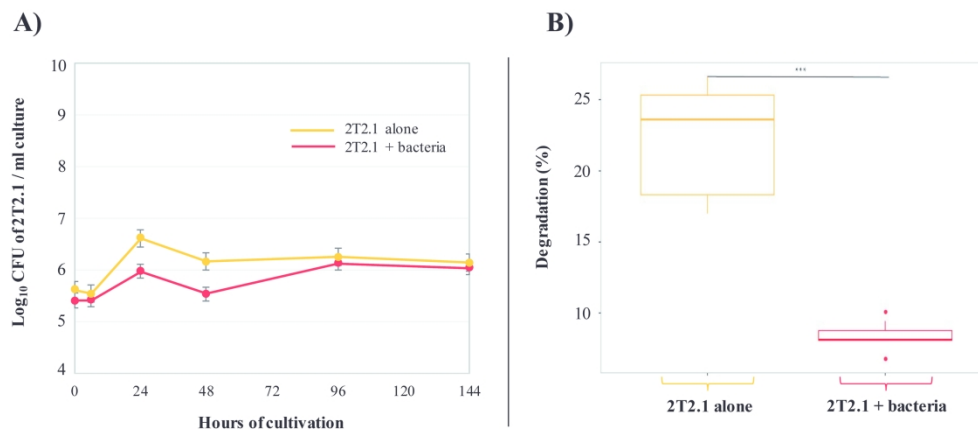 A)
B)
Log10 CFU of 2T2.1 / ml culture
10
9
8
7
6
5
4
2T2.1 alone
2T2.1 + bacteria
0
24
48
72
96
120
144
Hours of cultivation
Degradation (%)
25
20
15
10
***
2T2.1 alone
2T2.1 + bacteria